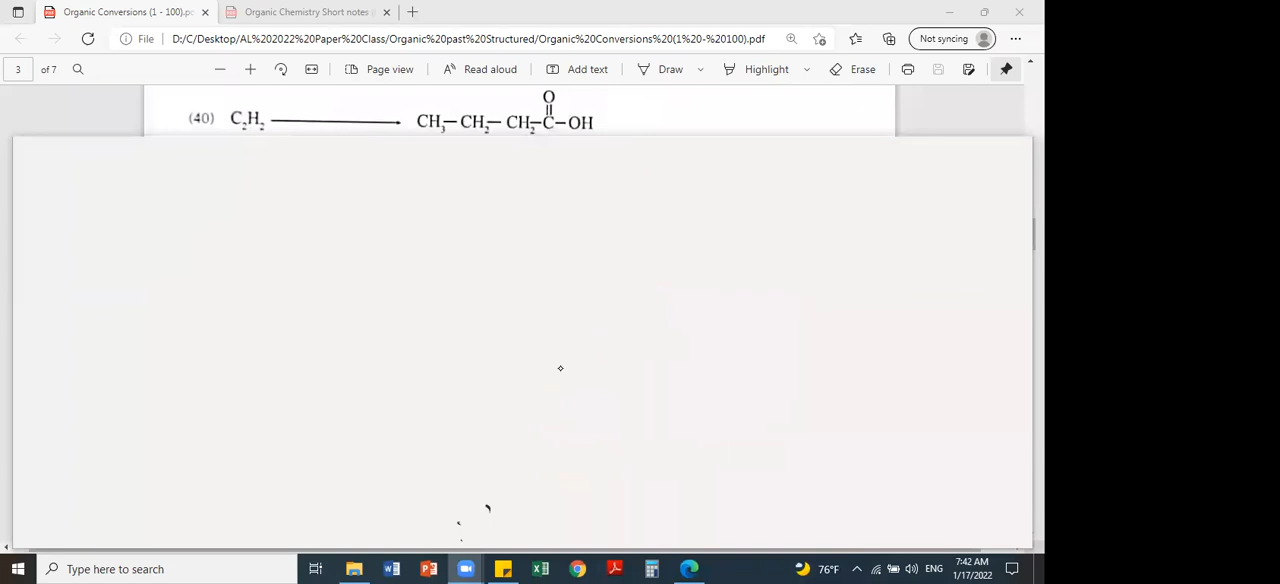 Organic Conversions (1 - 100).pc
Organic Chemistry Short notes (
File
D:/C/Desktop/AL%202022%20Paper%20Class/Organic%20past%20Structured/Organic%20Conversions%20(1%20-%20100).pdf
Not syncing
3 of 7
Page view
Read aloud
Add text
Draw
Highlight
Erase
O
(40) C₂H₂ ⟶ CH₃—CH₂—CH₂—C—OH
Type here to search
76°F
ENG
7:42 AM
1/17/2022